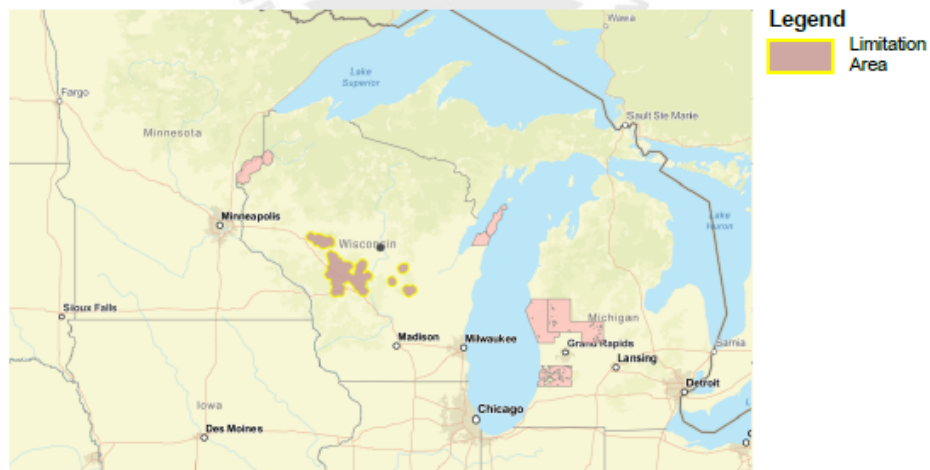 Legend
Limitation
Area
Wawa
Lake
Superior
Fargo
Sault Ste Marie
Minnesota
Minneapolis
Lake
Huron
Wisconsin
Sioux Falls
Michigan
Madison
Milwaukee
Grand Rapids
Sarnia
Lansing
Detroit
Iowa
Chicago
Des Moines